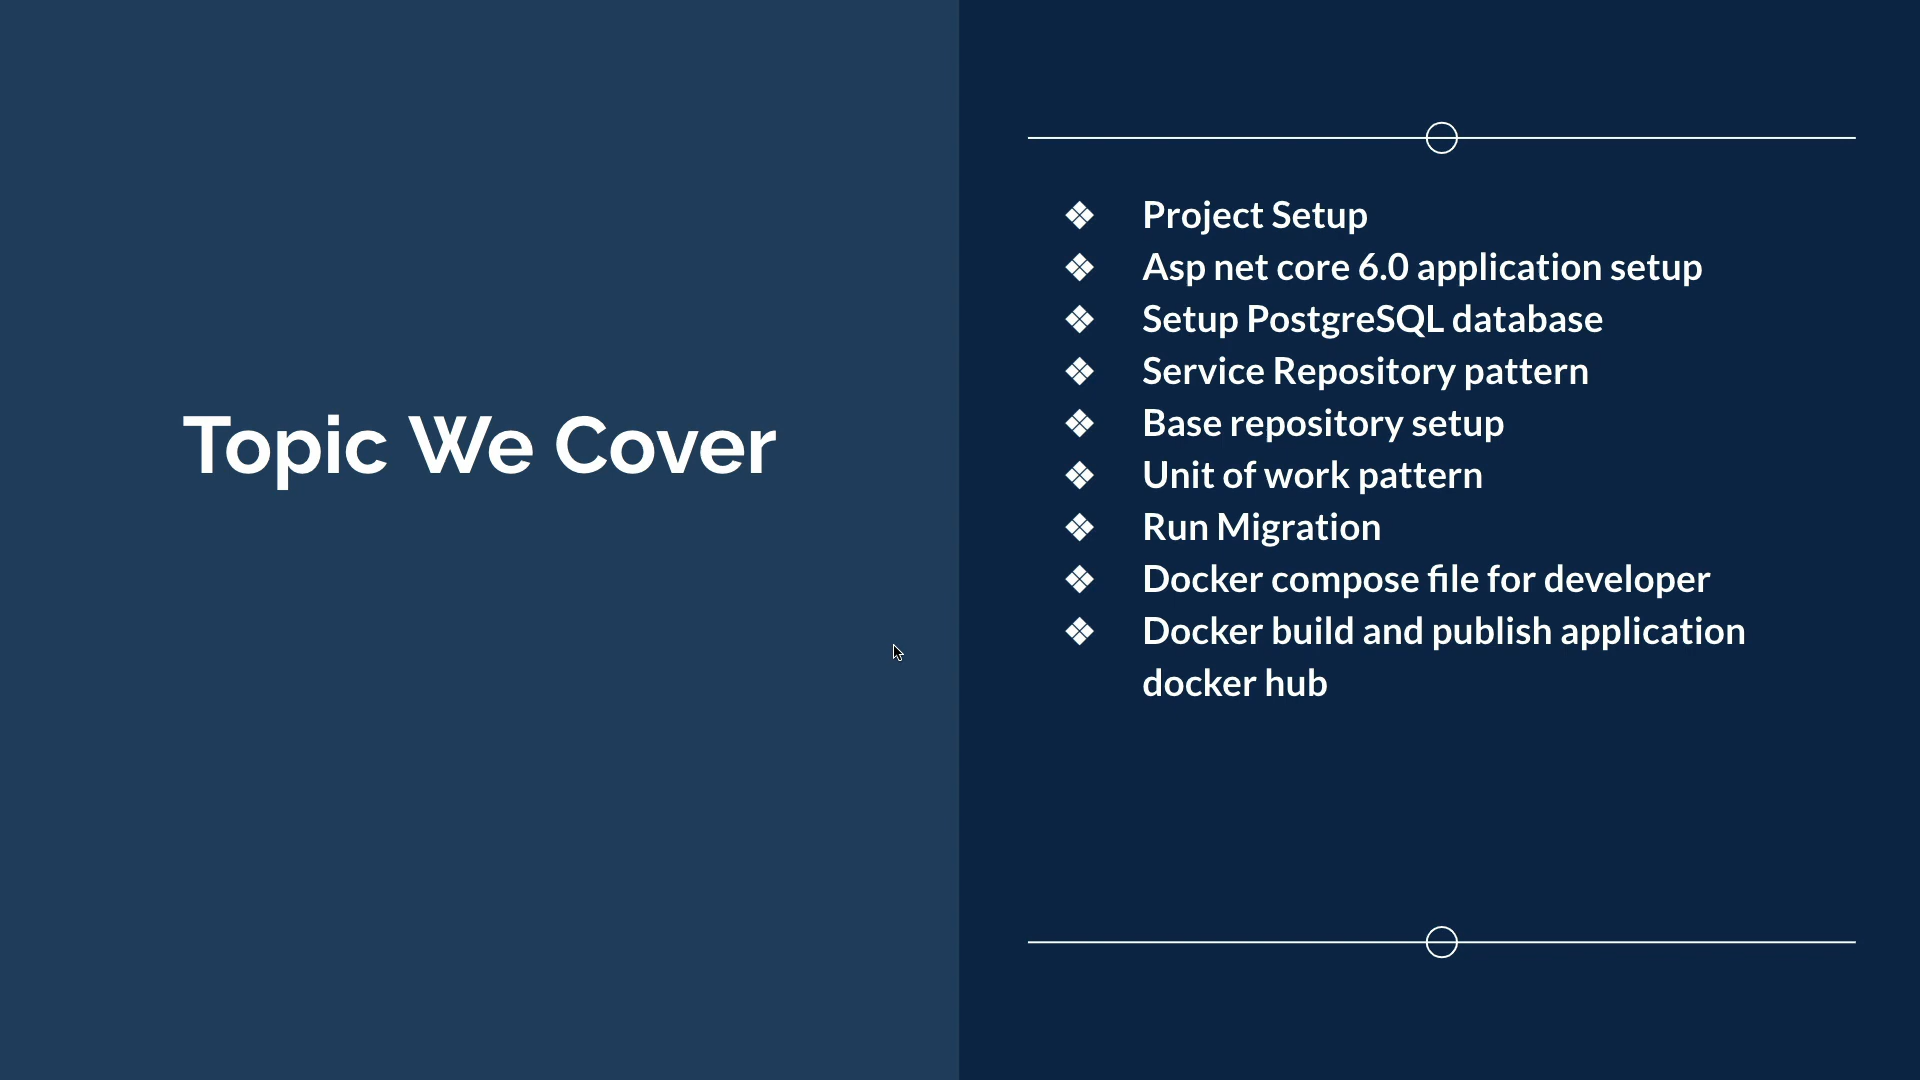 Topic We Cover
❖ Project Setup
❖ Asp net core 6.0 application setup
❖ Setup PostgreSQL database
❖ Service Repository pattern
❖ Base repository setup
❖ Unit of work pattern
❖ Run Migration
❖ Docker compose file for developer
❖ Docker build and publish application
docker hub